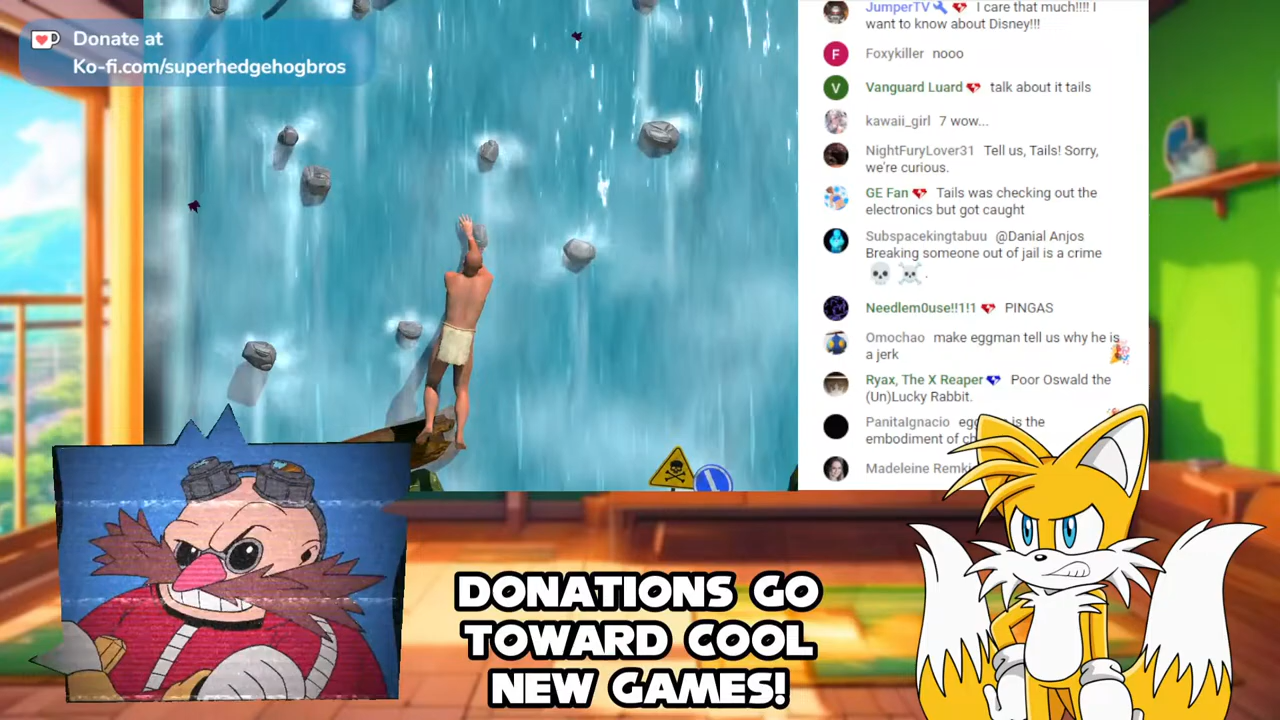 Donate at
Ko-fi.com/superhedgehogbros
JumperTV I care that much!!!! I
want to know about Disney!!!
F
Foxykiller nooo
V
Vanguard Luard talk about it tails
kawaii_girl 7 wow...
NightFuryLover31 Tell us, Tails! Sorry,
we're curious.
GE Fan Tails was checking out the
electronics but got caught
Subspacekingtabuu @Danial Anjos
Breaking someone out of jail is a crime
.
Needlem0use!!1!1 PINGAS
Omochao make eggman tell us why he is
a jerk
Ryax, The X Reaper Poor Oswald the
(Un)Lucky Rabbit.
PanitaIgnacio is the
embodiment of
Madeleine
DONATIONS GO
TOWARD COOL
NEW GAMES!